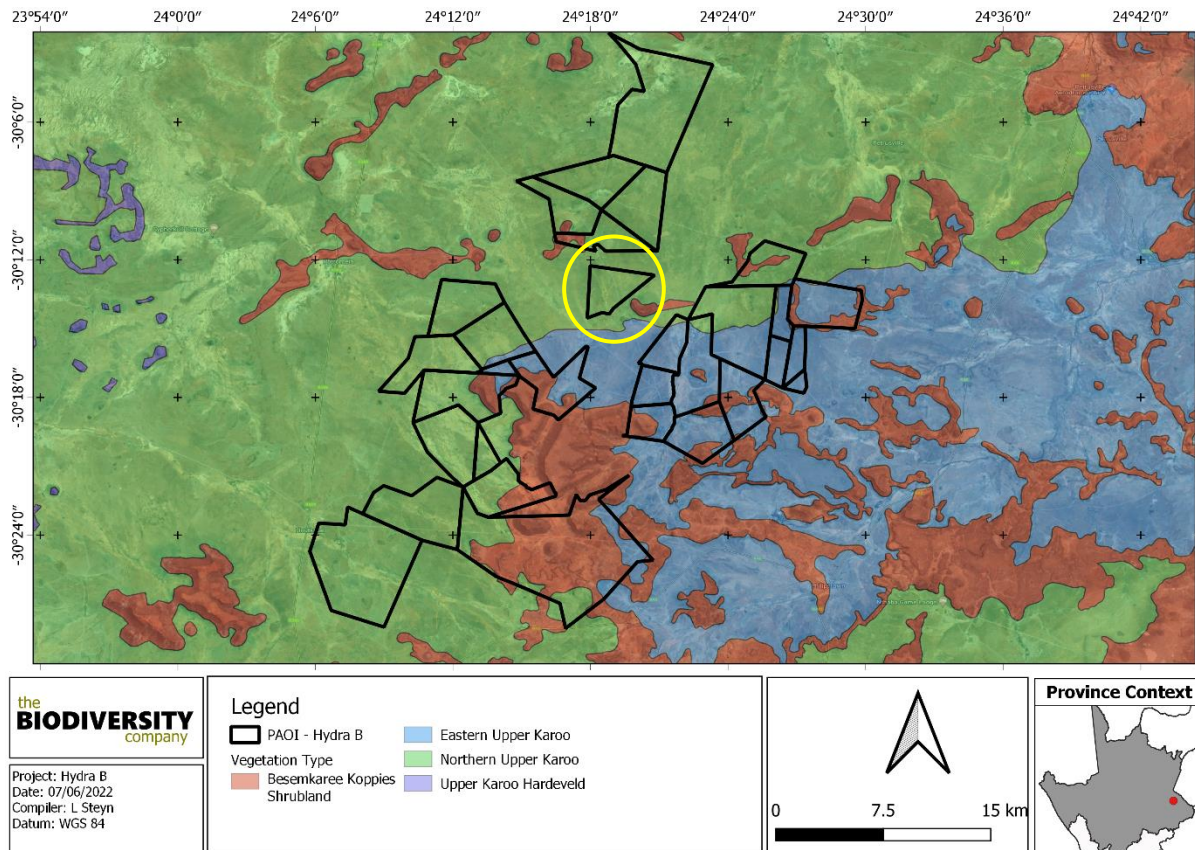 23°54'0" 24°0'0" 24°6'0" 24°12'0" 24°18'0" 24°24'0" 24°30'0" 24°36'0" 24°42'0"
-30°6'0"
-30°12'0"
-30°18'0"
-30°24'0"
the
BIODIVERSITY
company
Project: Hydra B
Date: 07/06/2022
Compiler: L Steyn
Datum: WGS 84
Legend
PAOI - Hydra B
Vegetation Type
Besemkaree Koppies
Shrubland
Eastern Upper Karoo
Northern Upper Karoo
Upper Karoo Hardeveld
0 7.5 15 km
Province Context